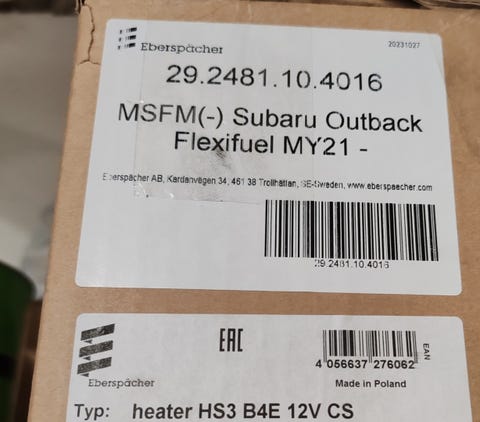 Eberspächer
20231027
29.2481.10.4016
MSFM(-) Subaru Outback
Flexifuel MY21 -
Eberspächer AB, Kardanvägen 34, 461 38 Trollhättan, SE-Sweden, www.eberspaecher.com
29.2481.10.4016
EAC
4 056637 276062
EAN
Eberspächer
Made in Poland
Typ: heater HS3 B4E 12V CS